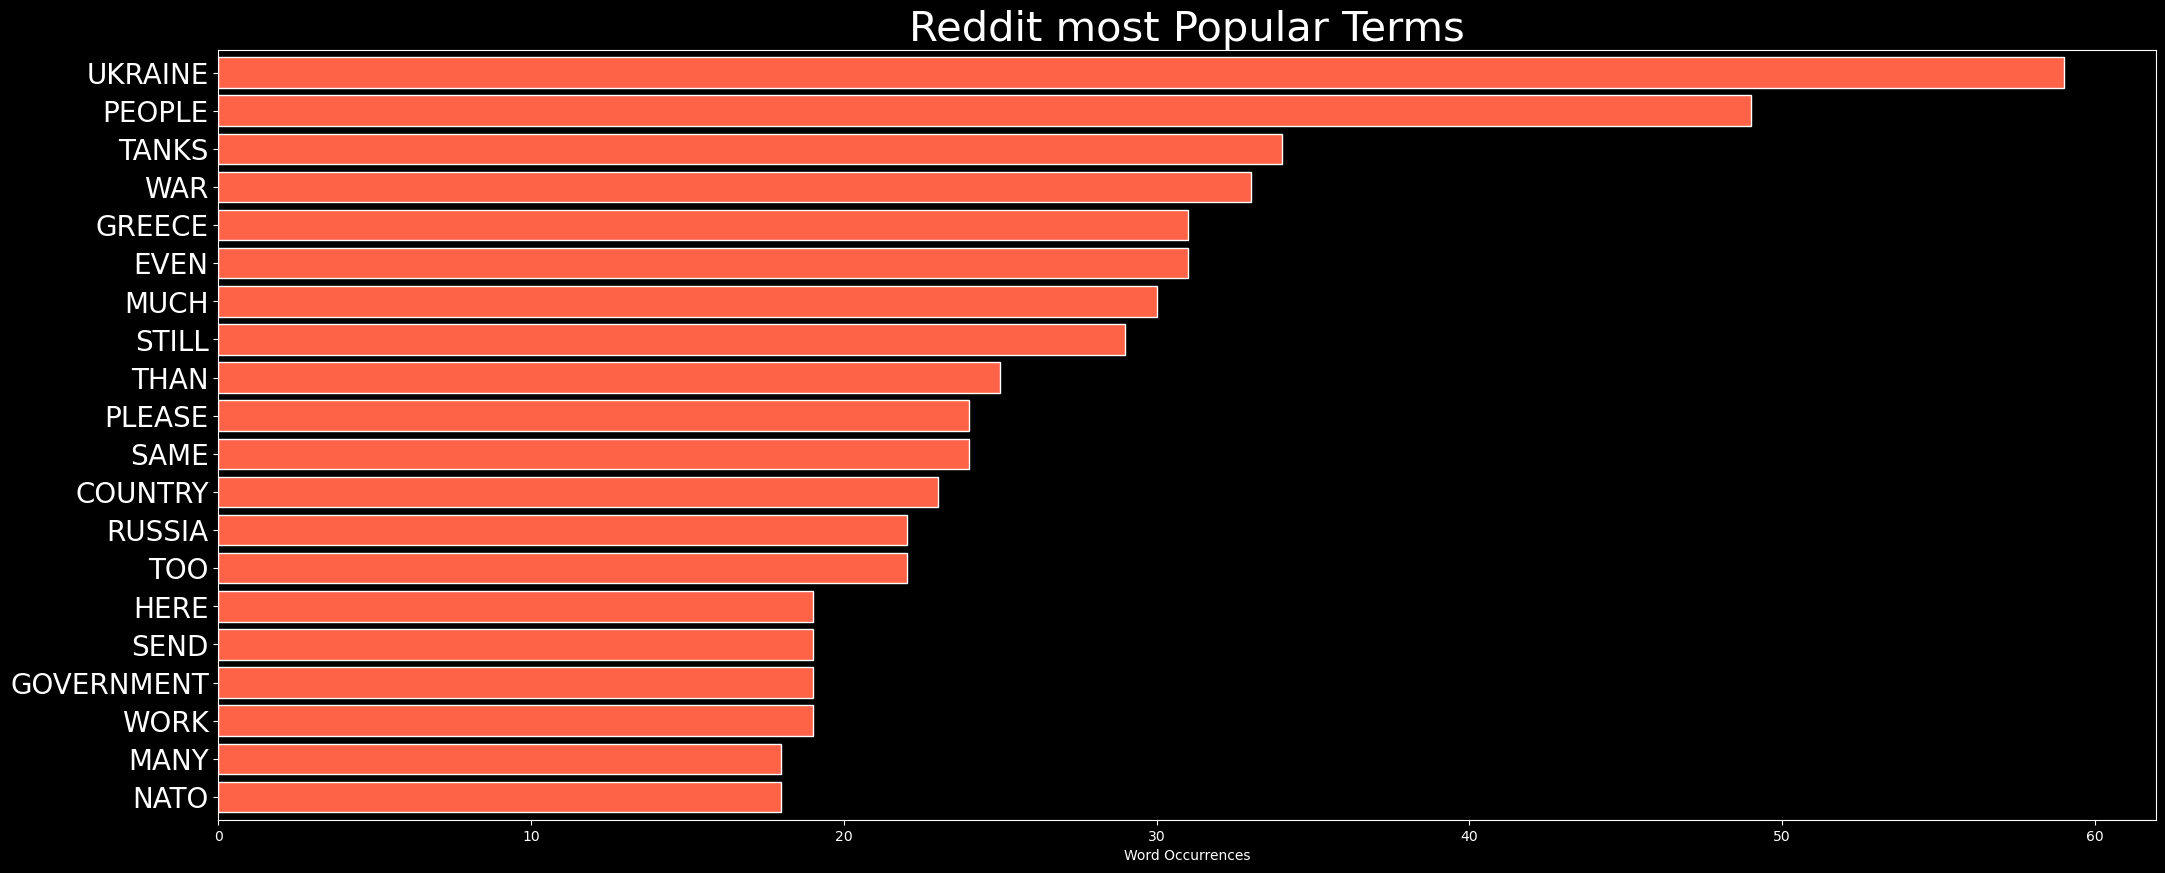 Reddit most Popular Terms
UKRAINE
PEOPLE
TANKS
WAR
GREECE
EVEN
MUCH
STILL
THAN
PLEASE
SAME
COUNTRY
RUSSIA
TOO
HERE
SEND
GOVERNMENT
WORK
MANY
NATO
0 10 20 30 40 50 60
Word Occurrences